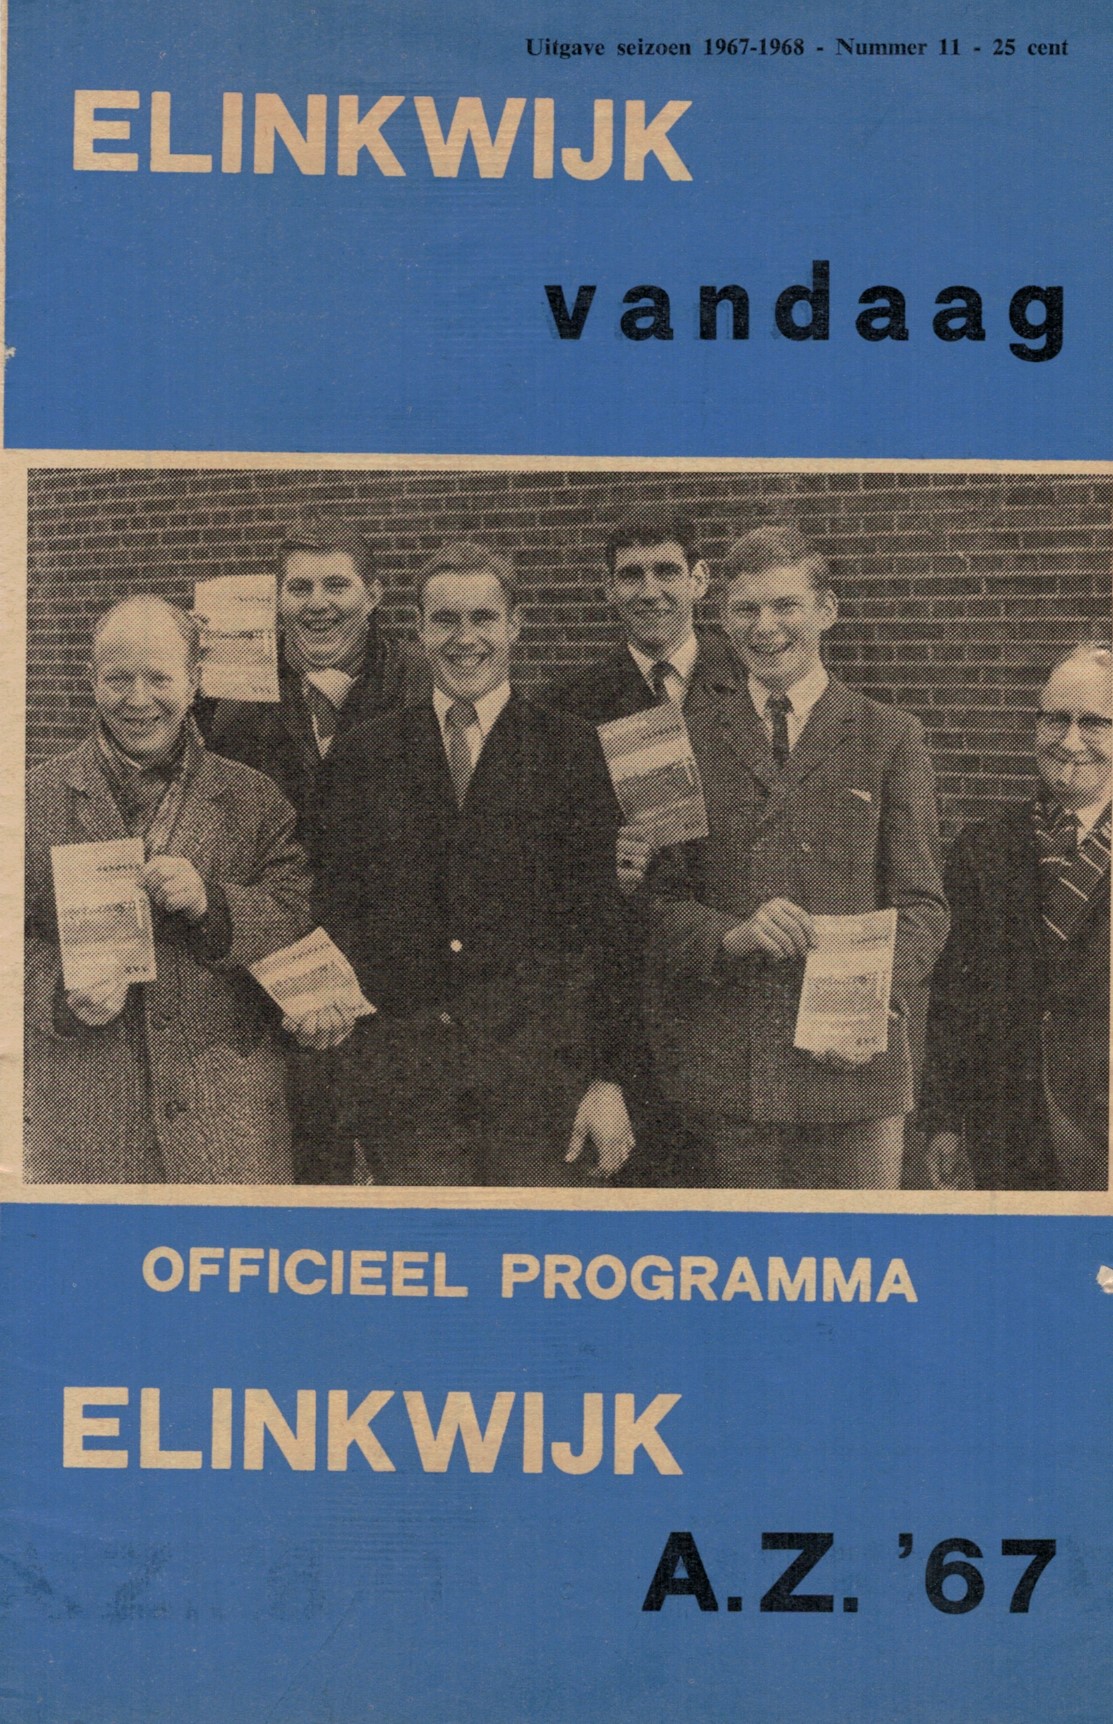 Uitgave seizoen 1967-1968 - Nummer 11 - 25 cent
ELINKWIJK
vandaag
OFFICIEEL PROGRAMMA
ELINKWIJK
A.Z. '67